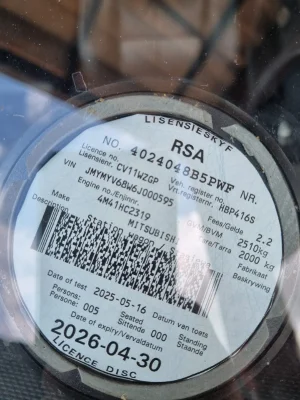 LISENSIESKYF
RSA
NO. 4024048B5PWF NR.
Licence no. CV11WZGP Veh. register no. HBP416S
Lisensienr. Vrt.registernr.
VIN JMYMYV6BW6J000595 Fees/Gelde 2.2
Engine no./Enjinnr. GVM/BVM 2510kg
4M41HC2319 Tare/Tarra 2000 kg
Make MITSUBISHI Fabrikaat
Description Station Wagon Beskrywing
Date of test 2025-05-16 Datum van toets
Persons: 005 Seated 000 Standing
Persone: Sittende Staande
Date of expiry/Vervaldatum
2026-04-30
LICENCE DISC